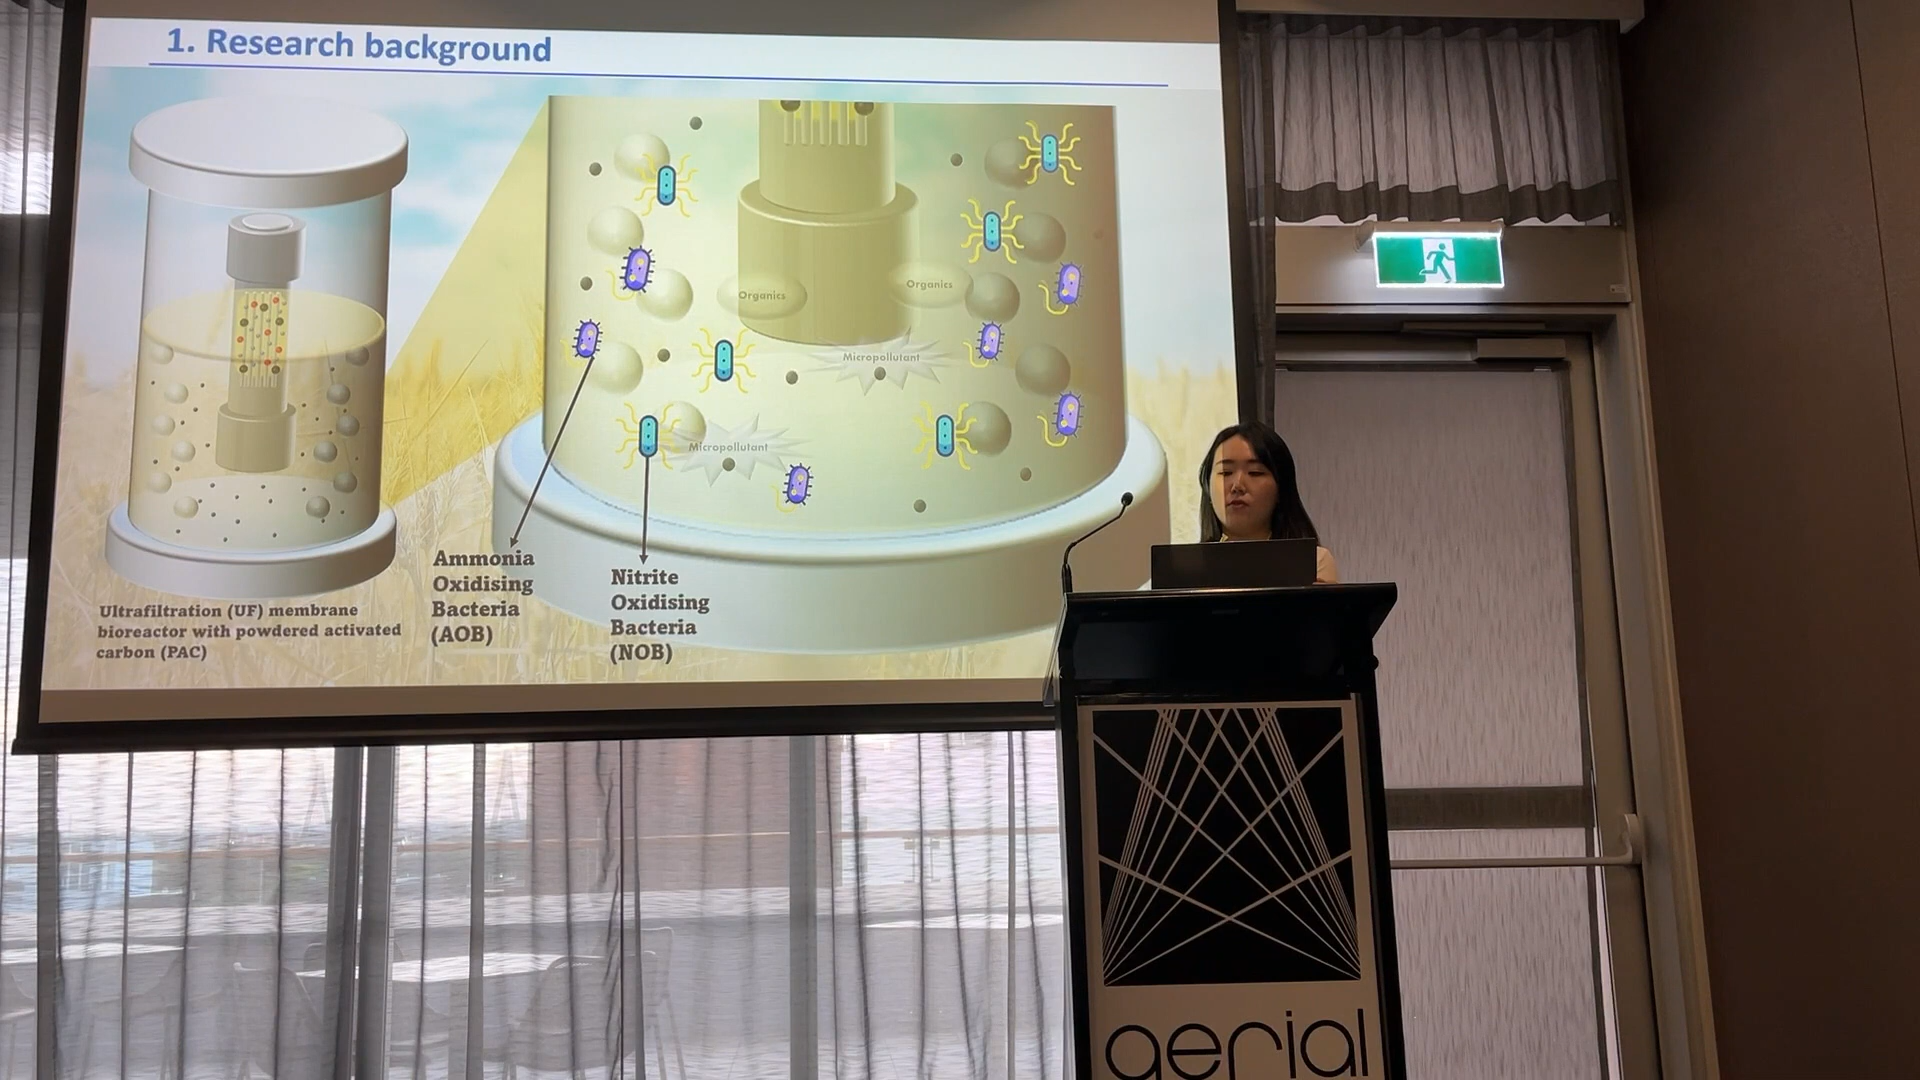 1. Research background
Organics
Organics
Micropollutant
Micropollutant
Ammonia
Oxidising
Bacteria
(AOB)
Nitrite
Oxidising
Bacteria
(NOB)
Ultrafiltration (UF) membrane
bioreactor with powdered activated
carbon (PAC)
aerial